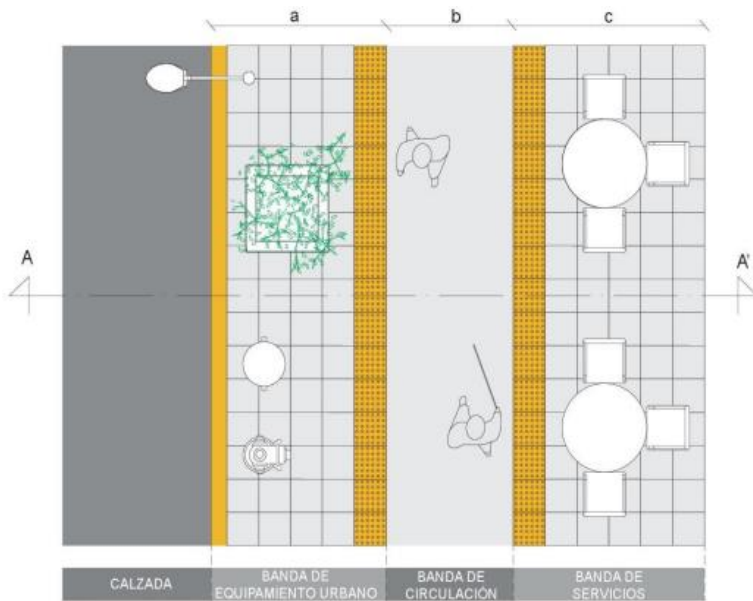 a
b
c
A
A'
CALZADA
BANDA DE
EQUIPAMIENTO URBANO
BANDA DE
CIRCULACIÓN
BANDA DE
SERVICIOS